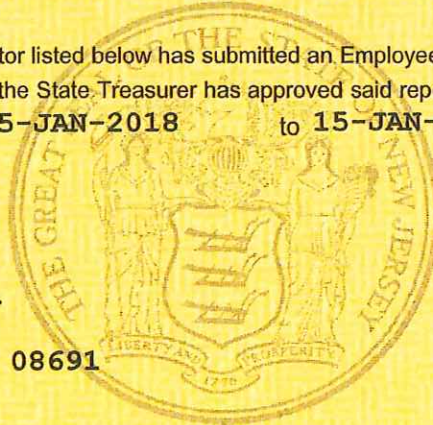 tor listed below has submitted an Employee
the State Treasurer has approved said rep
5-JAN-2018 to 15-JAN-
THE GREAT SEAL OF THE STATE OF NEW JERSEY
LIBERTY AND PROSPERITY
1776
08691